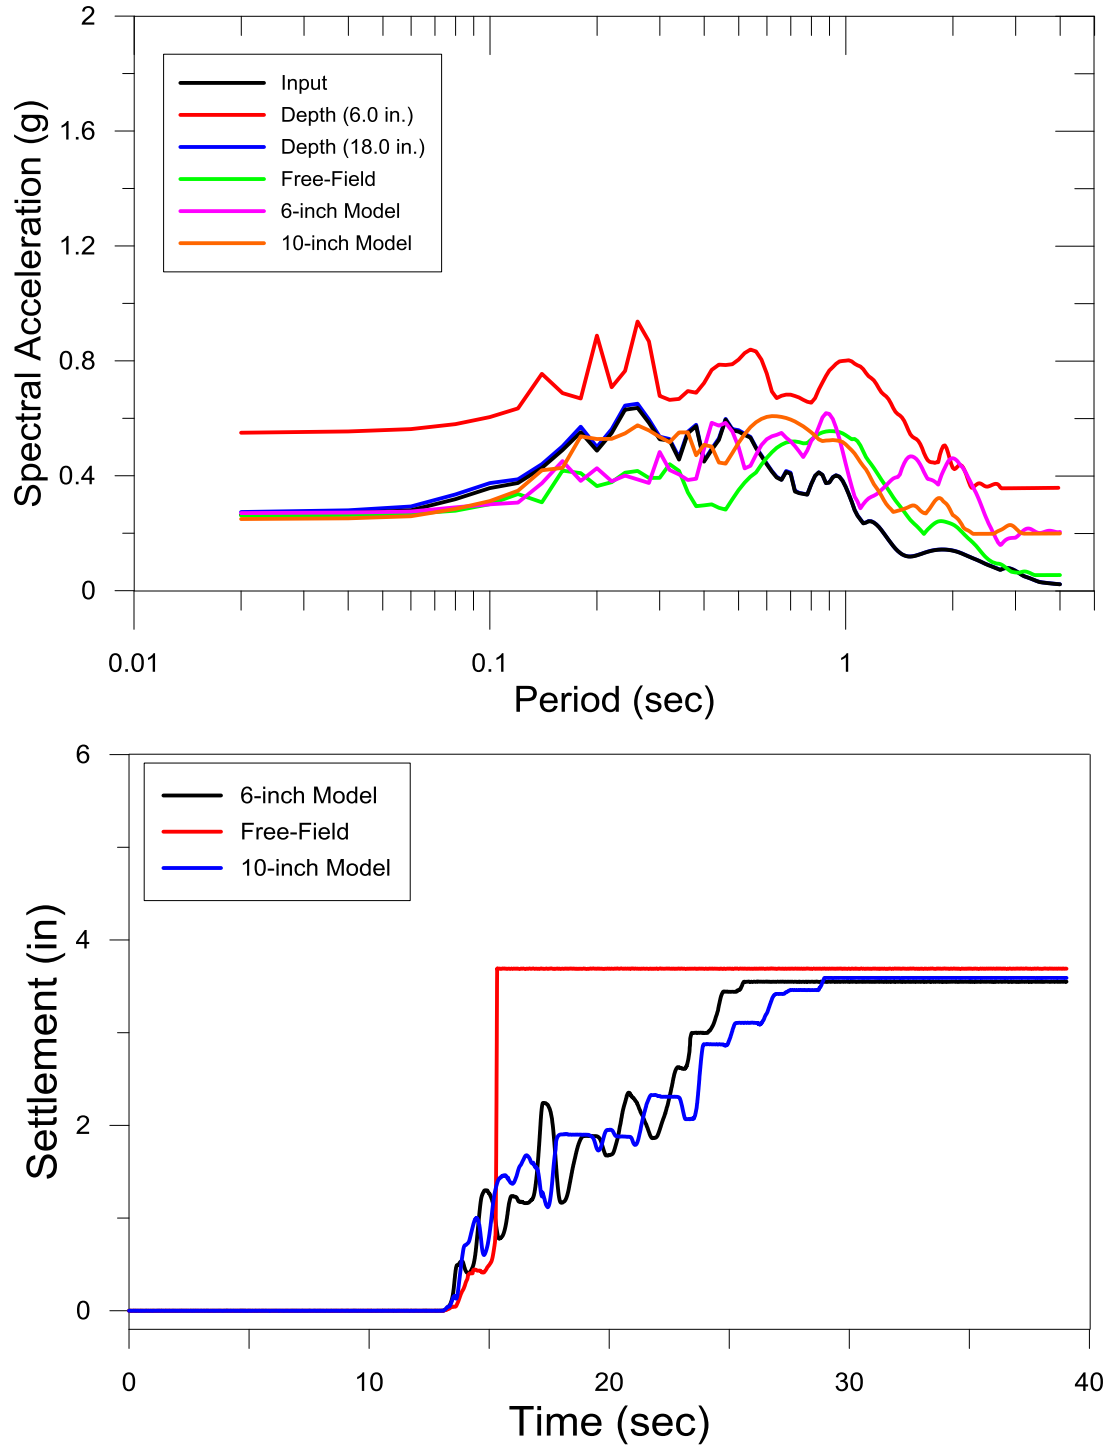 2
1.6
1.2
0.8
0.4
0
Spectral Acceleration (g)
Input
Depth (6.0 in.)
Depth (18.0 in.)
Free-Field
6-inch Model
10-inch Model
0.01 0.1 1
Period (sec)
6
4
2
0
Settlement (in)
6-inch Model
Free-Field
10-inch Model
0 10 20 30 40
Time (sec)